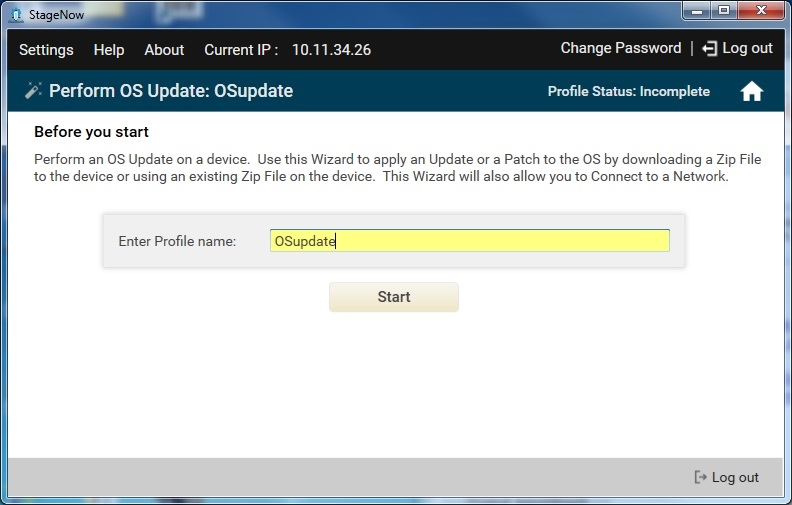 StageNow
Settings Help About Current IP : 10.11.34.26 Change Password | Log out
Perform OS Update: OSupdate Profile Status: Incomplete
Before you start
Perform an OS Update on a device. Use this Wizard to apply an Update or a Patch to the OS by downloading a Zip File
to the device or using an existing Zip File on the device. This Wizard will also allow you to Connect to a Network.
Enter Profile name: OSupdate
Start
Log out